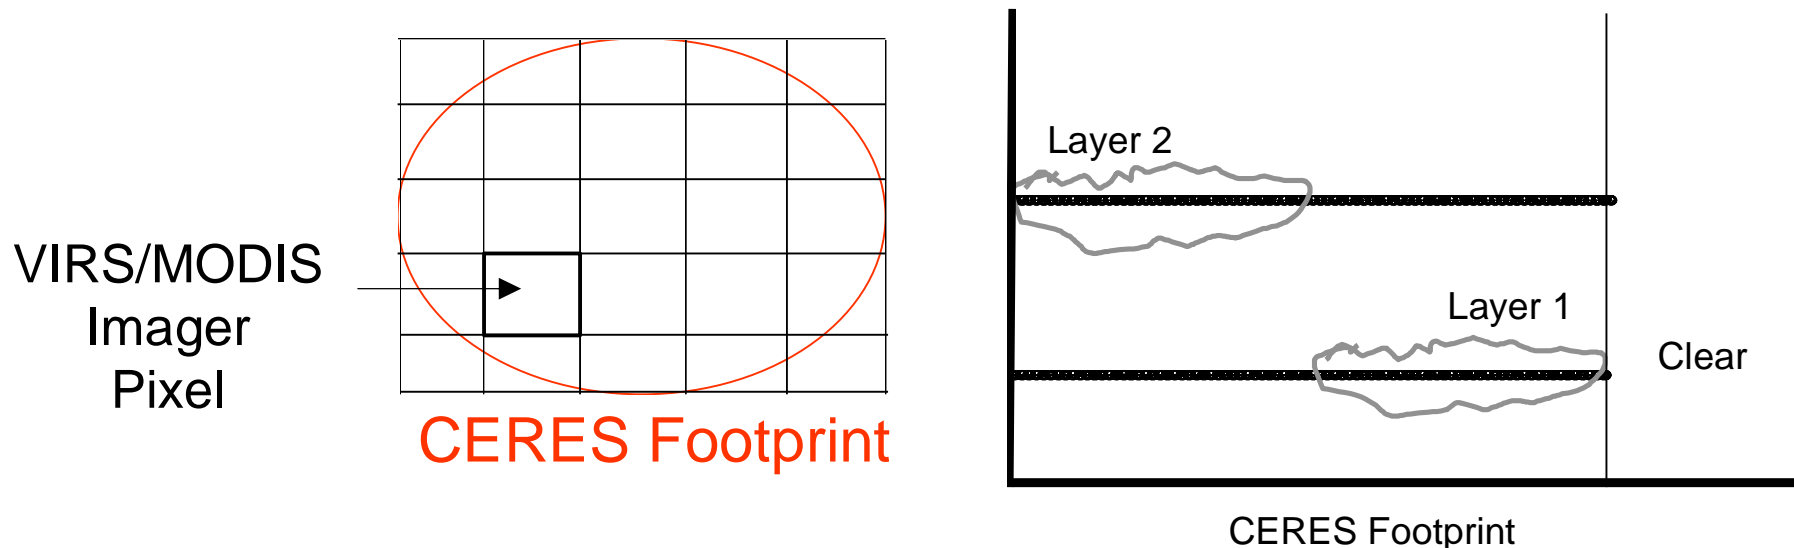 VIRS/MODIS
Imager
Pixel
CERES Footprint
Layer 2
Layer 1
Clear
CERES Footprint